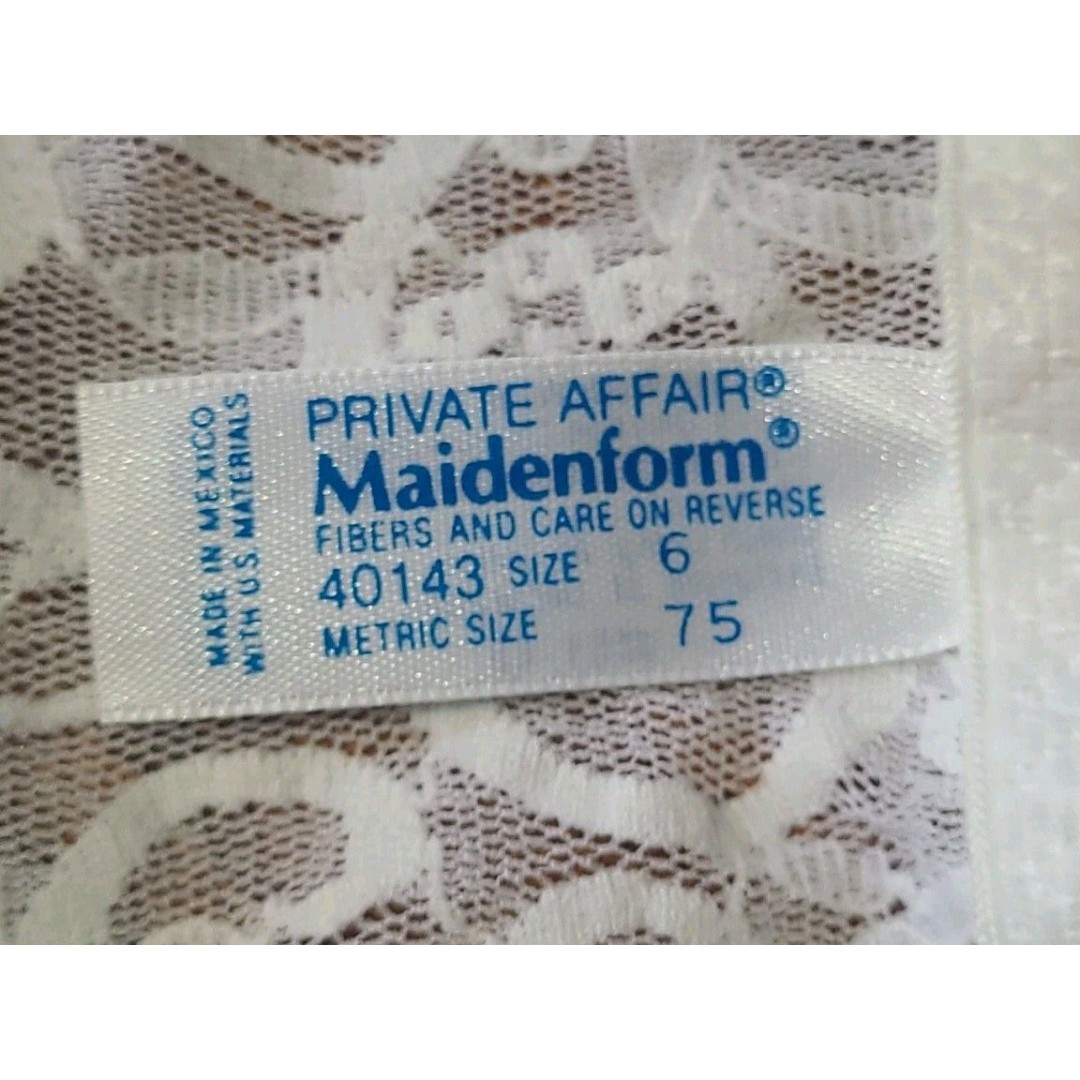 PRIVATE AFFAIR®
Maidenform®
FIBERS AND CARE ON REVERSE
40143 SIZE 6
METRIC SIZE 75
MADE IN MEXICO
WITH U S MATERIALS